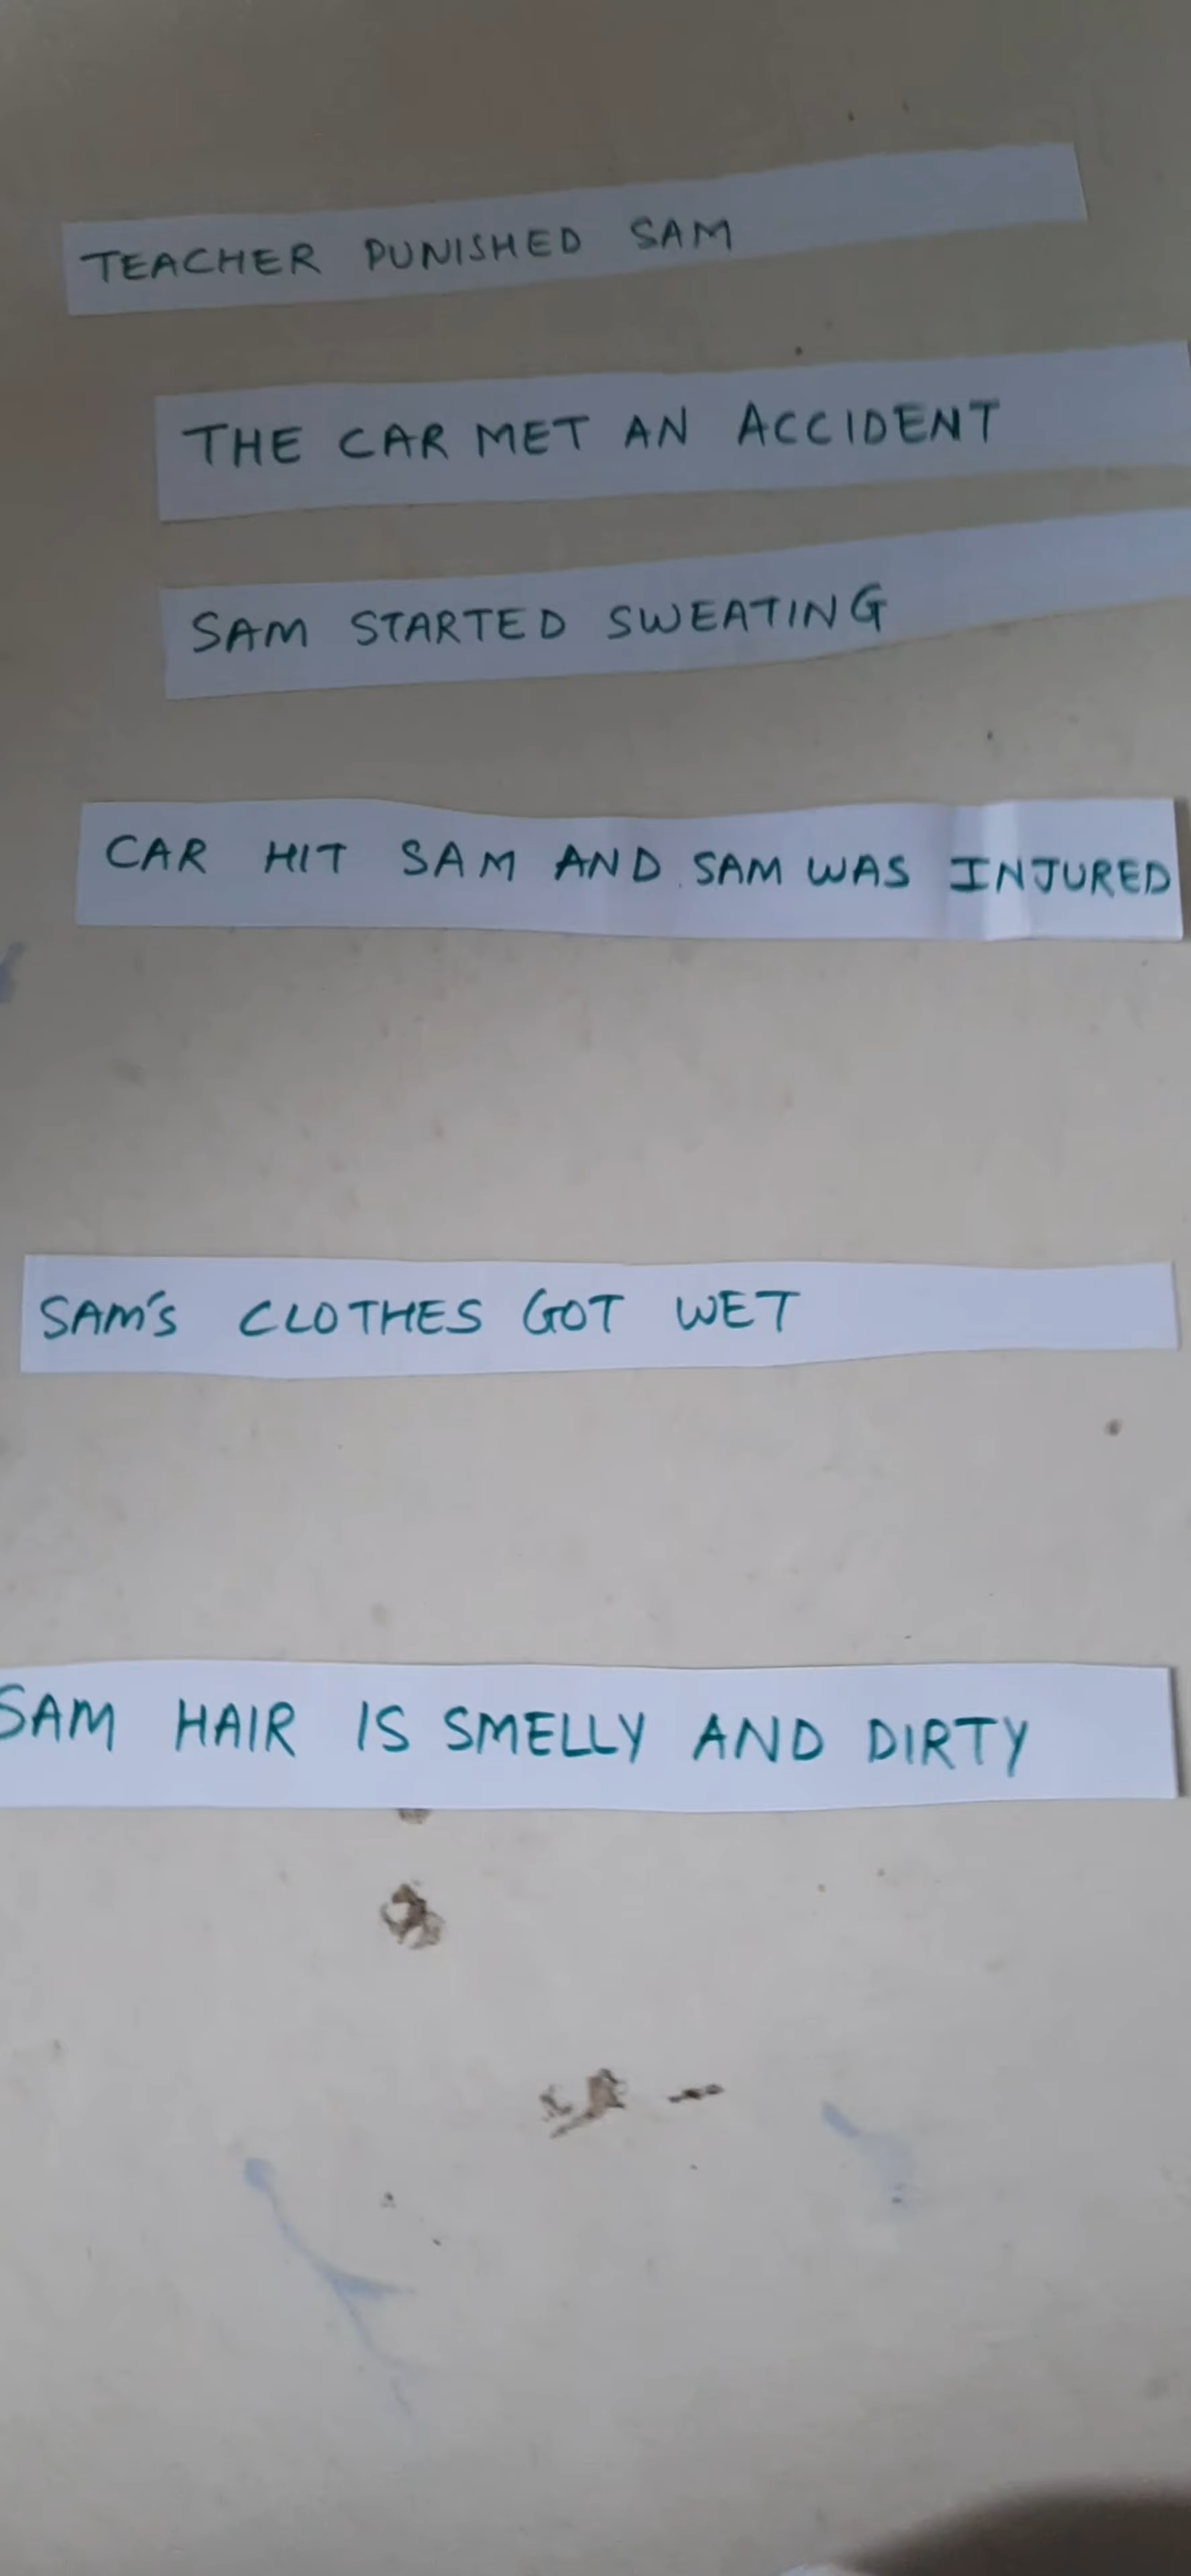 TEACHER PUNISHED SAM
THE CAR MET AN ACCIDENT
SAM STARTED SWEATING
CAR HIT SAM AND SAM WAS INJURED
SAM'S CLOTHES GOT WET
SAM HAIR IS SMELLY AND DIRTY